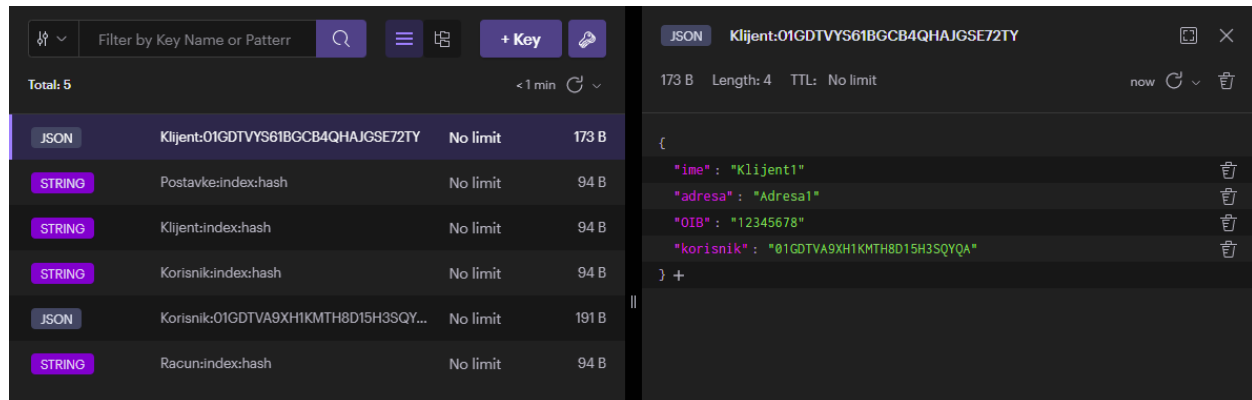 Filter by Key Name or Patterr
+ Key
Total: 5
<1 min
JSON Klijent:01GDTVYS61BGCB4QHAJGSE72TY No limit 173 B
STRING Postavke:index:hash No limit 94 B
STRING Klijent:index:hash No limit 94 B
STRING Korisnik:index:hash No limit 94 B
JSON Korisnik:01GDTVA9XH1KMTH8D15H3SQY... No limit 191 B
STRING Racun:index:hash No limit 94 B
JSON Klijent:01GDTVYS61BGCB4QHAJGSE72TY
173 B Length: 4 TTL: No limit now
{
"ime": "Klijent1"
"adresa": "Adresa1"
"OIB": "12345678"
"korisnik": "01GDTVA9XH1KMTH8D15H3SQYQA"
} +